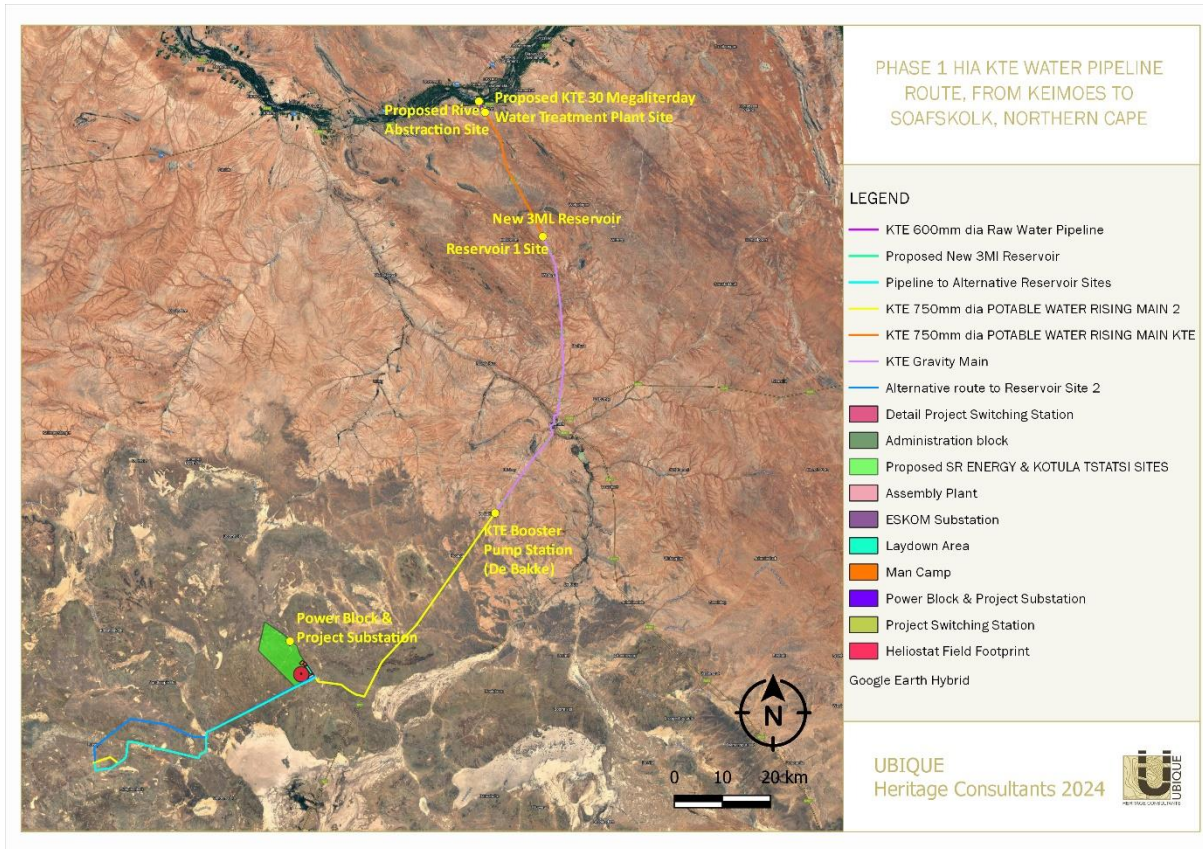 PHASE 1 HIA KTE WATER PIPELINE
ROUTE, FROM KEIMOES TO
SOAFSKOLK, NORTHERN CAPE
Proposed KTE 30 Megaliterday
Water Treatment Plant Site
Proposed River
Abstraction Site
New 3ML Reservoir
Reservoir 1 Site
KTE Booster
Pump Station
(De Bakke)
Power Block &
Project Substation
N
0 10 20 km
LEGEND
KTE 600mm dia Raw Water Pipeline
Proposed New 3Ml Reservoir
Pipeline to Alternative Reservoir Sites
KTE 750mm dia POTABLE WATER RISING MAIN 2
KTE 750mm dia POTABLE WATER RISING MAIN KTE
KTE Gravity Main
Alternative route to Reservoir Site 2
Detail Project Switching Station
Administration block
Proposed SR ENERGY & KOTULA TSTATSI SITES
Assembly Plant
ESKOM Substation
Laydown Area
Man Camp
Power Block & Project Substation
Project Switching Station
Heliostat Field Footprint
Google Earth Hybrid
UBIQUE
Heritage Consultants 2024
UBIQUE
HERITAGE CONSULTANTS